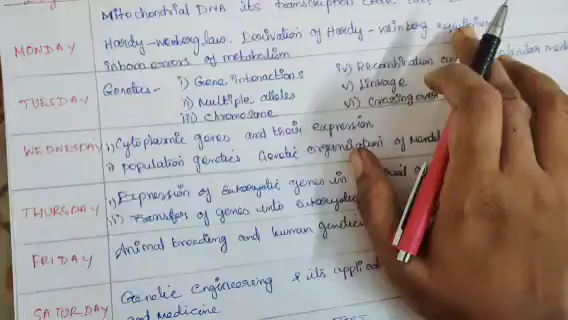 Mitochondrial DNA its transcription
MONDAY
Hardy-weinberg law. Derivation of Hardy-weinberg
inborn errors of metabolism
TUESDAY
Genetics - i) Gene interactions iv) Recombination
ii) Multiple alleles v) Linkage
iii) Chromosome vi) Crossing over
WEDNESDAY
i) Cytoplasmic genes and their expression
ii) population genetics Genetic organization of
THURSDAY
i) Expression of Eukaryotic genes in
ii) Transfer of genes into
FRIDAY
Animal breeding and human genetics
SATURDAY
Genetic engineering & its
and Medicine